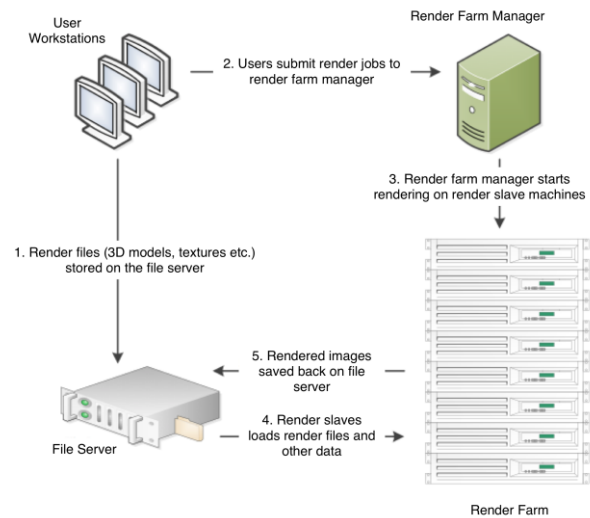 User
Workstations
Render Farm Manager
2. Users submit render jobs to
render farm manager
3. Render farm manager starts
rendering on render slave machines
1. Render files (3D models, textures etc.)
stored on the file server
5. Rendered images
saved back on file
server
4. Render slaves
loads render files and
other data
File Server
Render Farm